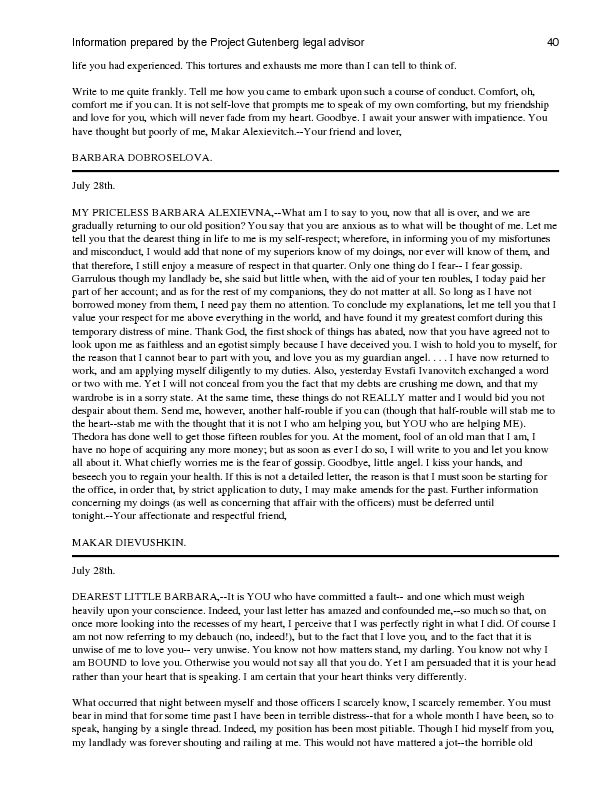 Information prepared by the Project Gutenberg legal advisor 40
life you had experienced. This tortures and exhausts me more than I can tell to think of.
Write to me quite frankly. Tell me how you came to embark upon such a course of conduct. Comfort, oh,
comfort me if you can. It is not self-love that prompts me to speak of my own comforting, but my friendship
and love for you, which will never fade from my heart. Goodbye. I await your answer with impatience. You
have thought but poorly of me, Makar Alexievitch.--Your friend and lover,
BARBARA DOBROSELOVA.
July 28th.
MY PRICELESS BARBARA ALEXIEVNA,--What am I to say to you, now that all is over, and we are
gradually returning to our old position? You say that you are anxious as to what will be thought of me. Let me
tell you that the dearest thing in life to me is my self-respect; wherefore, in informing you of my misfortunes
and misconduct, I would add that none of my superiors know of my doings, nor ever will know of them, and
that therefore, I still enjoy a measure of respect in that quarter. Only one thing do I fear-- I fear gossip.
Garrulous though my landlady be, she said but little when, with the aid of your ten roubles, I today paid her
part of her account; and as for the rest of my companions, they do not matter at all. So long as I have not
borrowed money from them, I need pay them no attention. To conclude my explanations, let me tell you that I
value your respect for me above everything in the world, and have found it my greatest comfort during this
temporary distress of mine. Thank God, the first shock of things has abated, now that you have agreed not to
look upon me as faithless and an egotist simply because I have deceived you. I wish to hold you to myself, for
the reason that I cannot bear to part with you, and love you as my guardian angel. . . . I have now returned to
work, and am applying myself diligently to my duties. Also, yesterday Evstafi Ivanovitch exchanged a word
or two with me. Yet I will not conceal from you the fact that my debts are crushing me down, and that my
wardrobe is in a sorry state. At the same time, these things do not REALLY matter and I would bid you not
despair about them. Send me, however, another half-rouble if you can (though that half-rouble will stab me to
the heart--stab me with the thought that it is not I who am helping you, but YOU who are helping ME).
Thedora has done well to get those fifteen roubles for you. At the moment, fool of an old man that I am, I
have no hope of acquiring any more money; but as soon as ever I do so, I will write to you and let you know
all about it. What chiefly worries me is the fear of gossip. Goodbye, little angel. I kiss your hands, and
beseech you to regain your health. If this is not a detailed letter, the reason is that I must soon be starting for
the office, in order that, by strict application to duty, I may make amends for the past. Further information
concerning my doings (as well as concerning that affair with the officers) must be deferred until
tonight.--Your affectionate and respectful friend,
MAKAR DIEVUSHKIN.
July 28th.
DEAREST LITTLE BARBARA,--It is YOU who have committed a fault-- and one which must weigh
heavily upon your conscience. Indeed, your last letter has amazed and confounded me,--so much so that, on
once more looking into the recesses of my heart, I perceive that I was perfectly right in what I did. Of course I
am not now referring to my debauch (no, indeed!), but to the fact that I love you, and to the fact that it is
unwise of me to love you-- very unwise. You know not how matters stand, my darling. You know not why I
am BOUND to love you. Otherwise you would not say all that you do. Yet I am persuaded that it is your head
rather than your heart that is speaking. I am certain that your heart thinks very differently.
What occurred that night between myself and those officers I scarcely know, I scarcely remember. You must
bear in mind that for some time past I have been in terrible distress--that for a whole month I have been, so to
speak, hanging by a single thread. Indeed, my position has been most pitiable. Though I hid myself from you,
my landlady was forever shouting and railing at me. This would not have mattered a jot--the horrible old